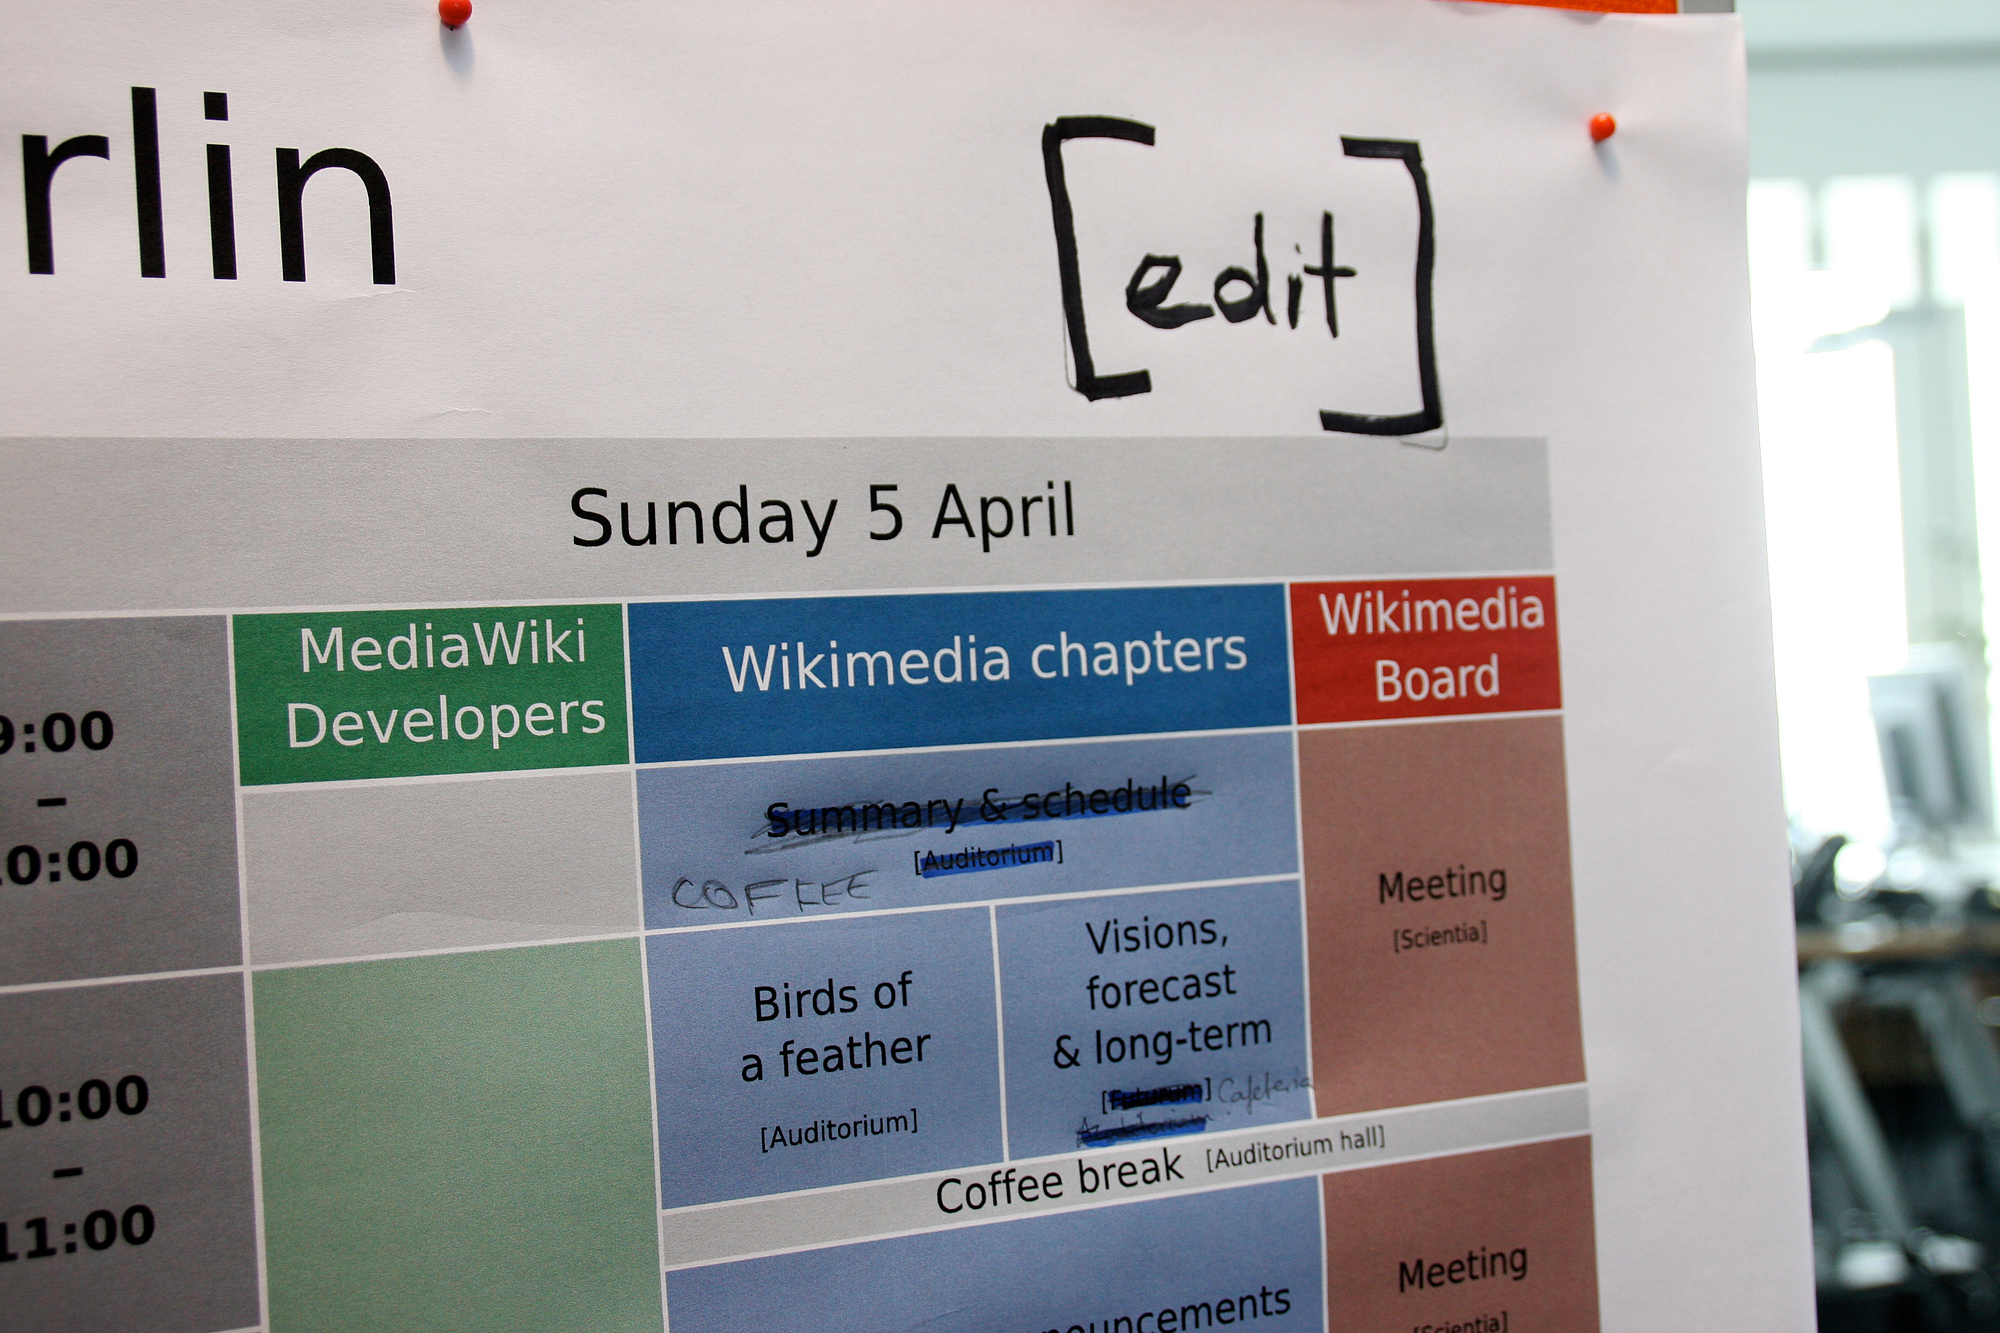 rlin
[edit]
Sunday 5 April
9:00
–
10:00
MediaWiki
Developers
Wikimedia chapters
Wikimedia
Board
Summary & schedule
[Auditorium]
COFFEE
Meeting
[Scientia]
10:00
–
11:00
Birds of
a feather
[Auditorium]
Visions,
forecast
& long-term
[Futurum] Cafeteria
Auditorium
Coffee break [Auditorium hall]
nouncements
Meeting
[Scientia]